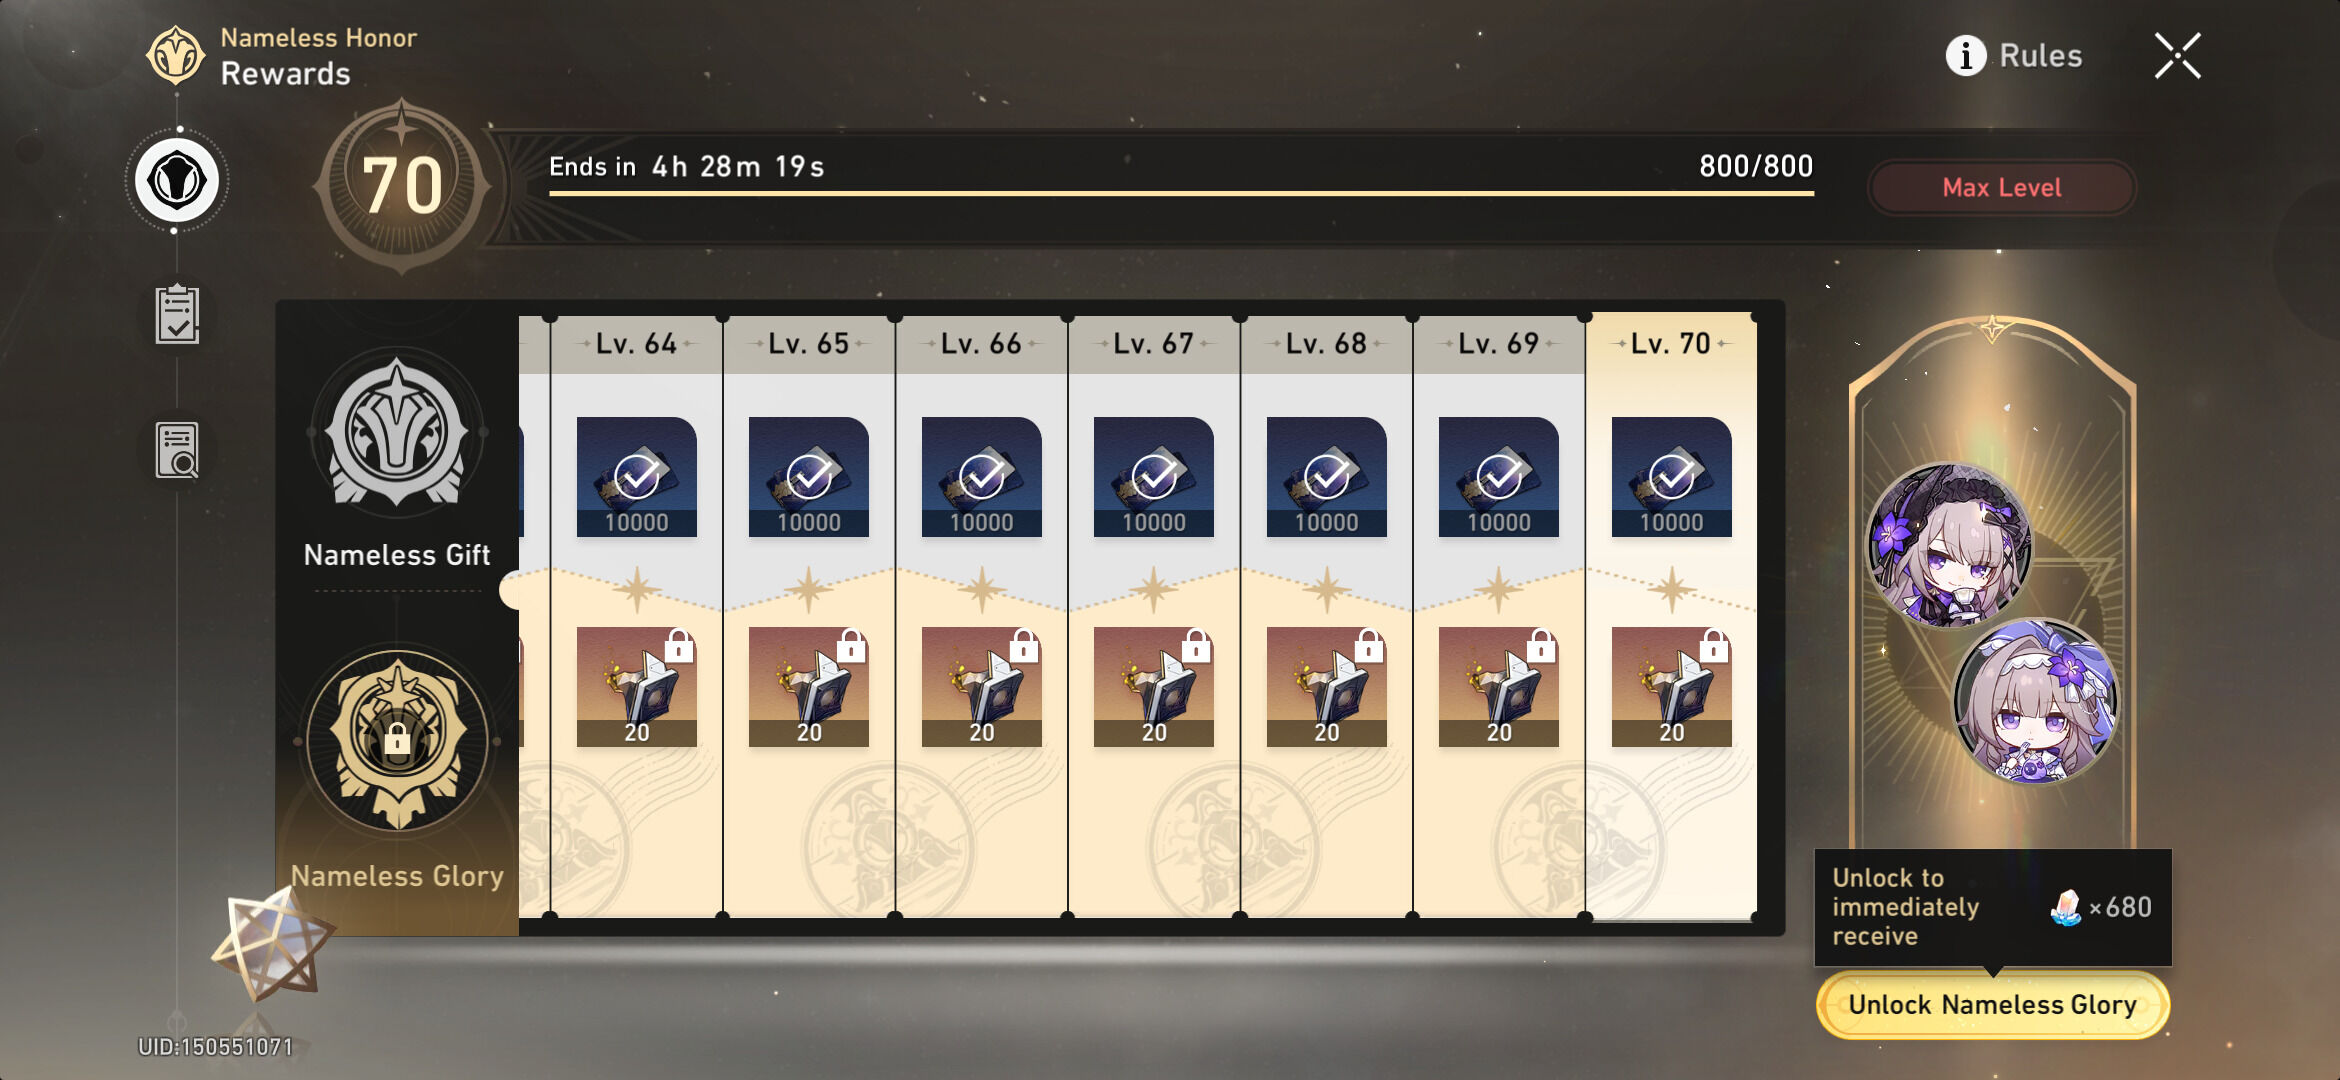 Nameless Honor
Rewards
Rules
70
Ends in 4h 28m 19s
800/800
Max Level
Lv. 64
Lv. 65
Lv. 66
Lv. 67
Lv. 68
Lv. 69
Lv. 70
10000
10000
10000
10000
10000
10000
10000
Nameless Gift
20
20
20
20
20
20
20
Nameless Glory
Unlock to
immediately
receive
×680
Unlock Nameless Glory
UID:150551071